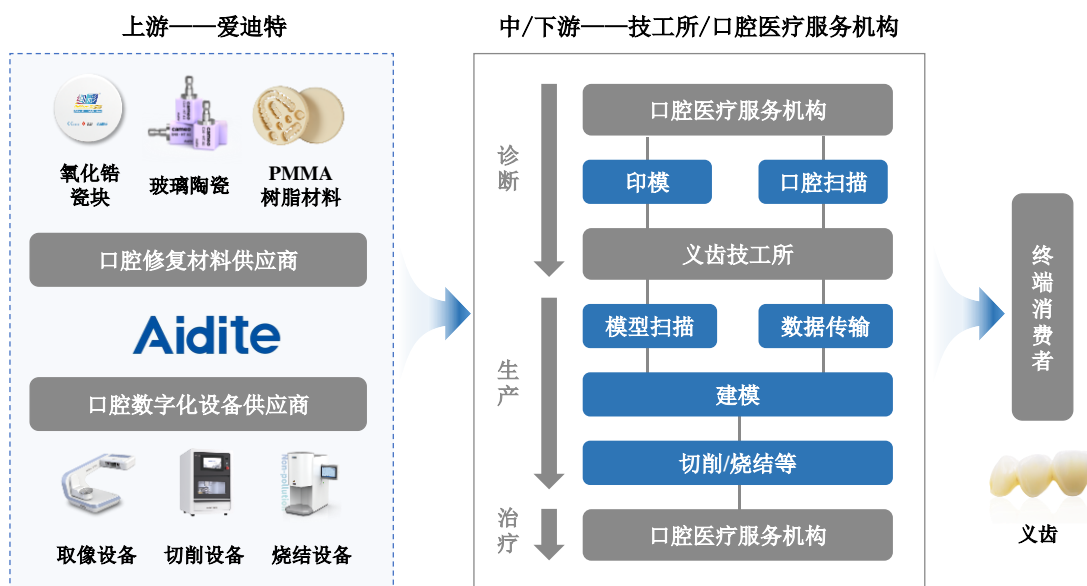 上游——爱迪特
中/下游——技工所/口腔医疗服务机构
氧化锆
瓷块
玻璃陶瓷
PMMA
树脂材料
口腔修复材料供应商
Aidite
口腔数字化设备供应商
Non-pollution
取像设备
切削设备
烧结设备
诊断
口腔医疗服务机构
印模
口腔扫描
义齿技工所
生产
模型扫描
数据传输
建模
切削/烧结等
治疗
口腔医疗服务机构
终端消费者
义齿